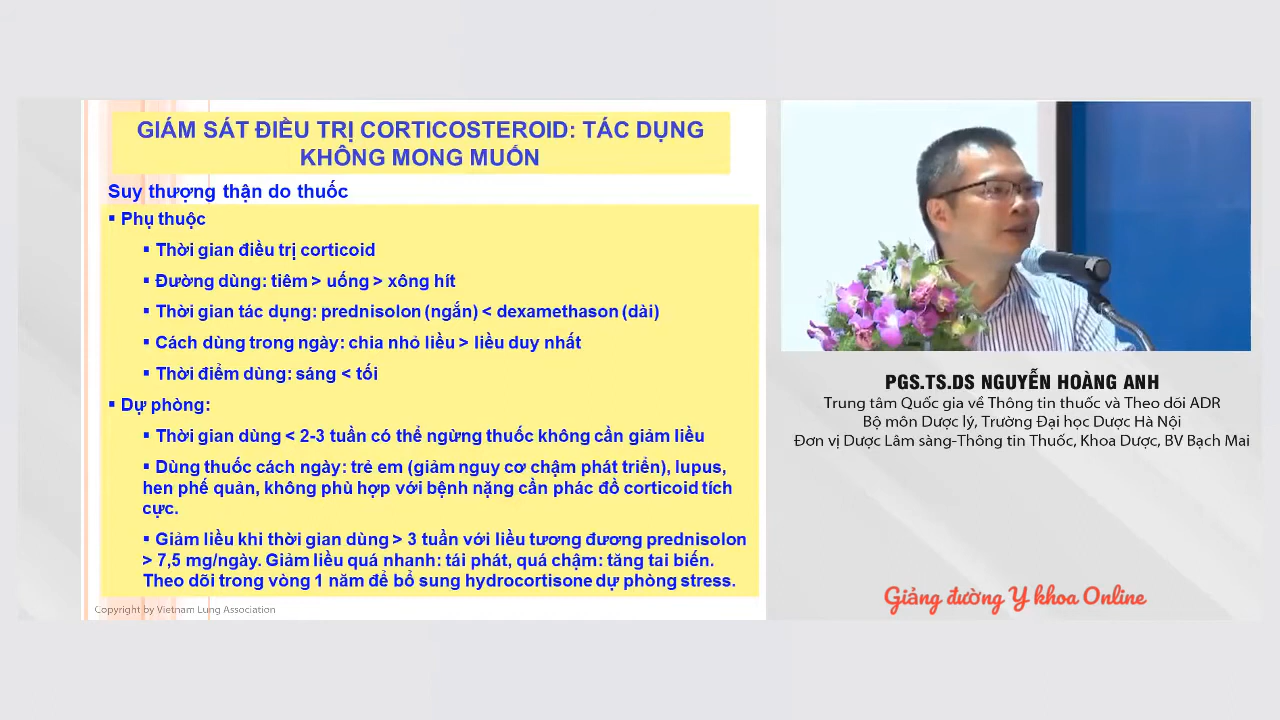 GIÁM SÁT ĐIỀU TRỊ CORTICOSTEROID: TÁC DỤNG
KHÔNG MONG MUỐN
Suy thượng thận do thuốc
▪ Phụ thuộc
▪ Thời gian điều trị corticoid
▪ Đường dùng: tiêm > uống > xông hít
▪ Thời gian tác dụng: prednisolon (ngắn) < dexamethason (dài)
▪ Cách dùng trong ngày: chia nhỏ liều > liều duy nhất
▪ Thời điểm dùng: sáng < tối
▪ Dự phòng:
▪ Thời gian dùng < 2-3 tuần có thể ngừng thuốc không cần giảm liều
▪ Dùng thuốc cách ngày: trẻ em (giảm nguy cơ chậm phát triển), lupus,
hen phế quản, không phù hợp với bệnh nặng cần phác đồ corticoid tích
cực.
▪ Giảm liều khi thời gian dùng > 3 tuần với liều tương đương prednisolon
> 7,5 mg/ngày. Giảm liều quá nhanh: tái phát, quá chậm: tăng tai biến.
Theo dõi trong vòng 1 năm để bổ sung hydrocortisone dự phòng stress.
Copyright by Vietnam Lung Association
PGS.TS.DS NGUYỄN HOÀNG ANH
Trung tâm Quốc gia về Thông tin thuốc và Theo dõi ADR
Bộ môn Dược lý, Trường Đại học Dược Hà Nội
Đơn vị Dược Lâm sàng-Thông tin Thuốc, Khoa Dược, BV Bạch Mai
Giảng đường Y khoa Online